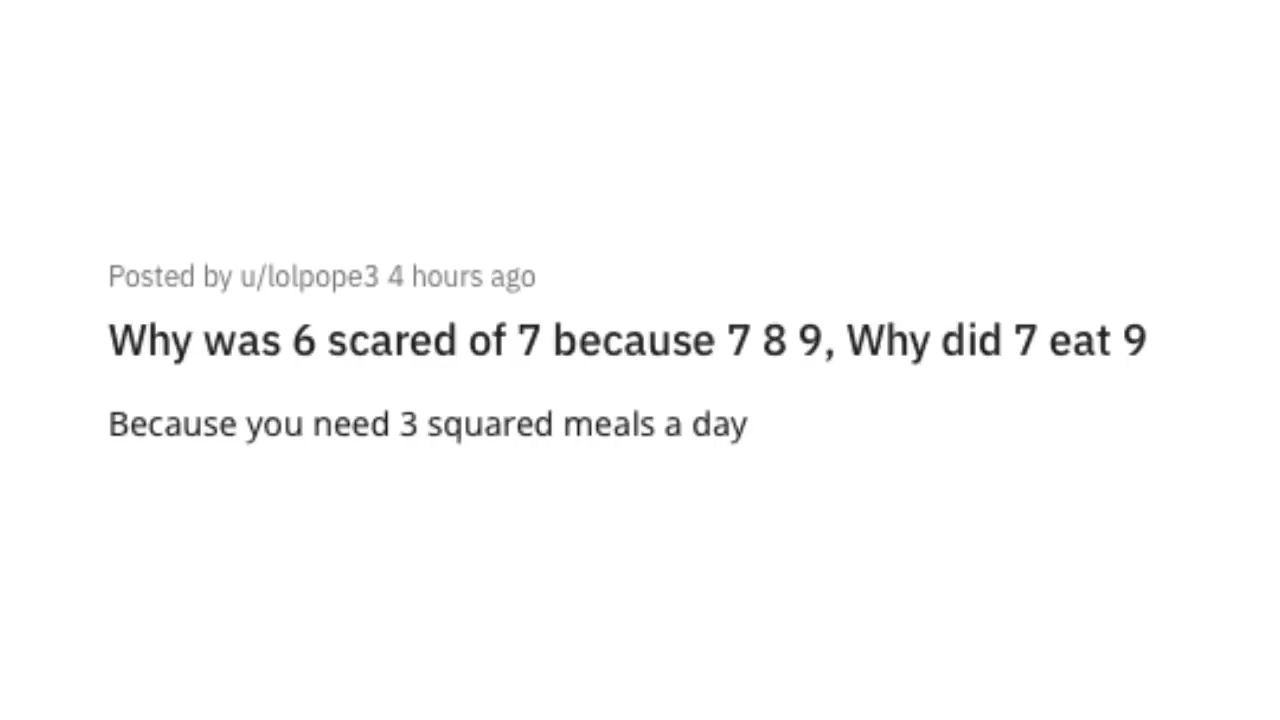 Posted by u/lolpope3 4 hours ago
Why was 6 scared of 7 because 7 8 9, Why did 7 eat 9
Because you need 3 squared meals a day